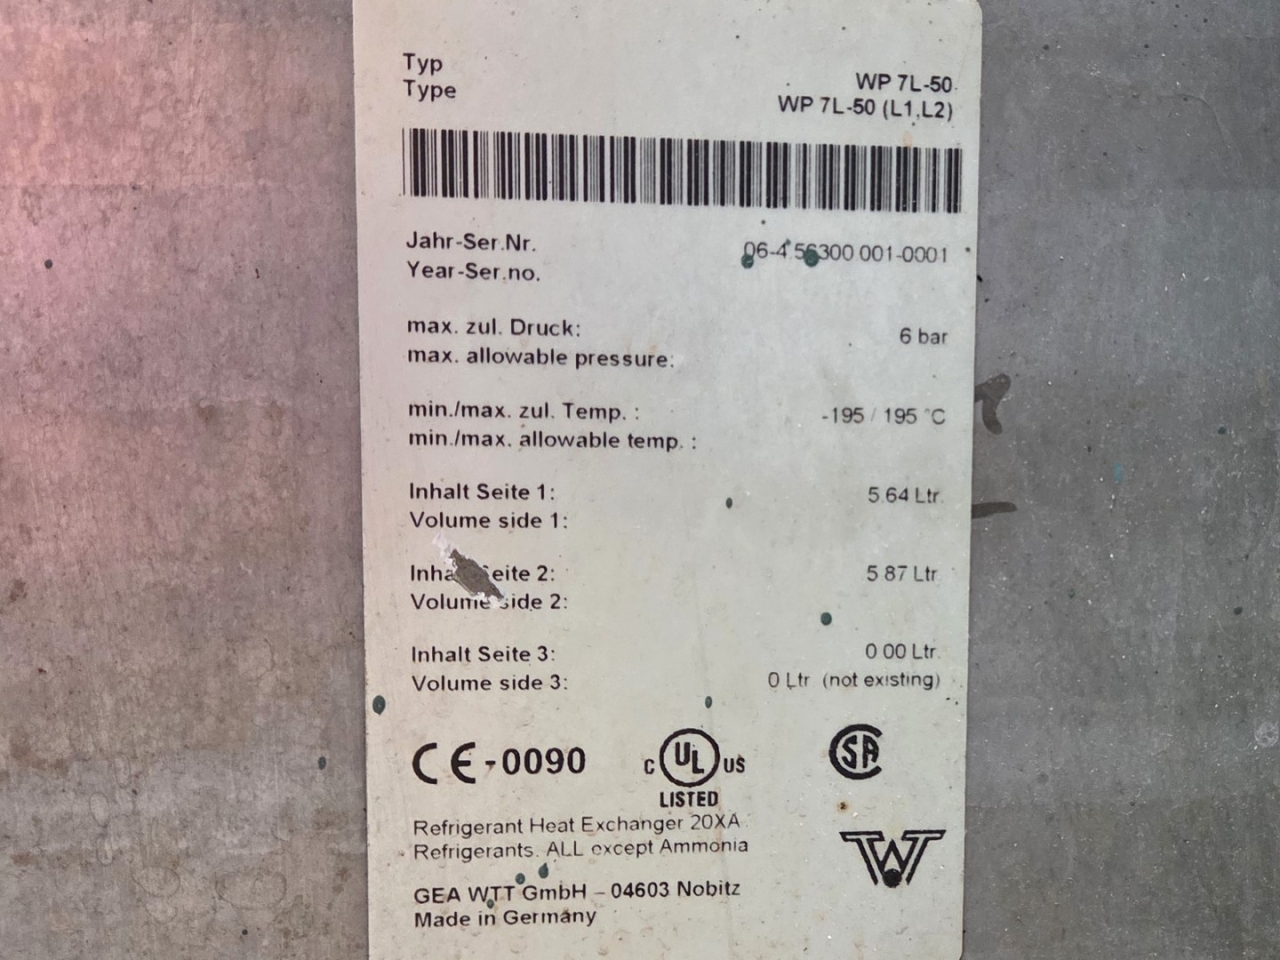 Typ
Type
WP 7L-50
WP 7L-50 (L1,L2)
Jahr-Ser.Nr.
Year-Ser.no.
06-4 56300 001-0001
max. zul. Druck:
max. allowable pressure:
6 bar
min./max. zul. Temp. :
min./max. allowable temp. :
-195 / 195 °C
Inhalt Seite 1:
Volume side 1:
5.64 Ltr.
Seite 2:
Volume side 2:
5.87 Ltr
Inhalt Seite 3:
Volume side 3:
0.00 Ltr.
0 Ltr (not existing)
CE-0090
C UL US
LISTED
SA
Refrigerant Heat Exchanger 20XA
Refrigerants. ALL except Ammonia
WTT
GEA WTT GmbH – 04603 Nobitz
Made in Germany